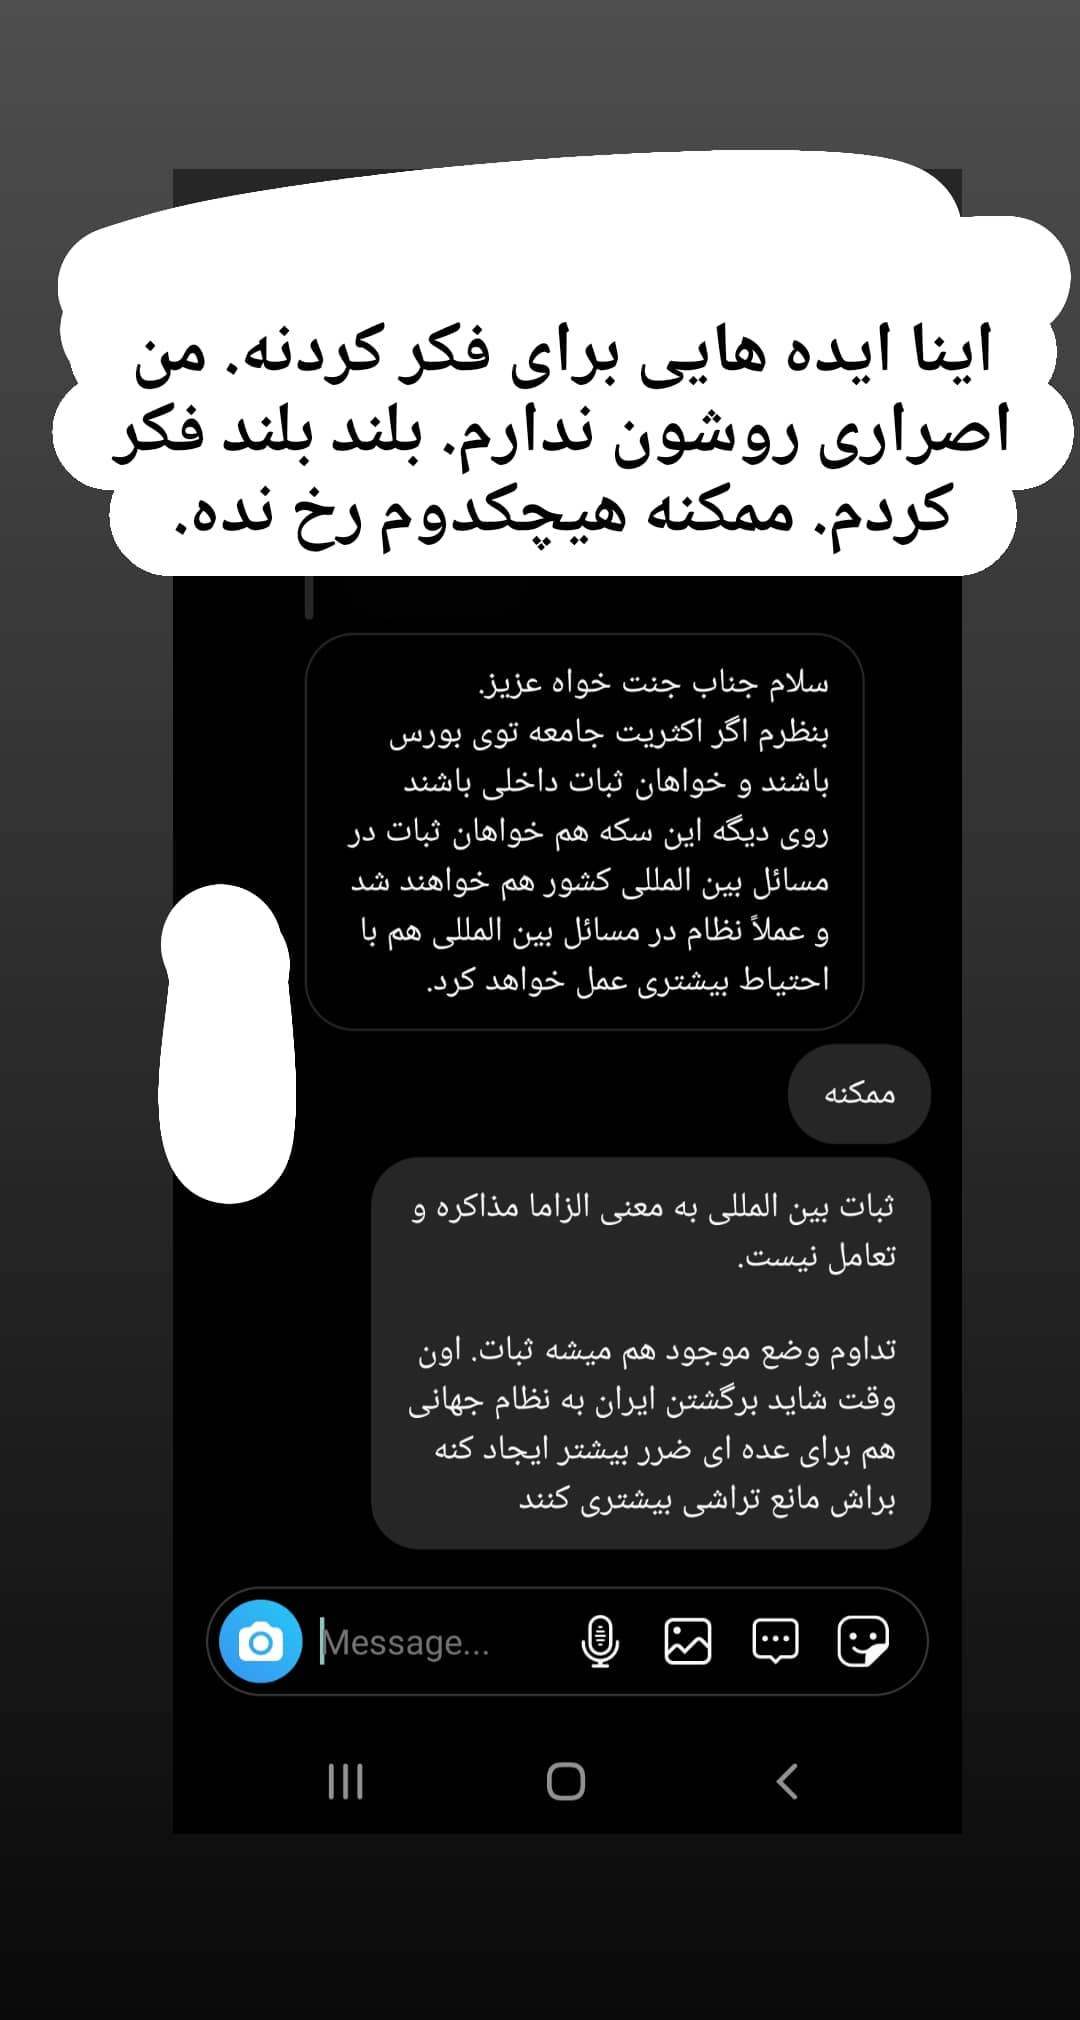 اینا ایده هایی برای فکر کردنه. من
اصراری روشون ندارم. بلند بلند فکر
کردم. ممکنه هیچکدوم رخ نده.
سلام جناب جنت خواه عزیز.
بنظرم اگر اکثریت جامعه توی بورس
باشند و خواهان ثبات داخلی باشند
روی دیگه این سکه هم خواهان ثبات در
مسائل بین المللی کشور هم خواهند شد
و عملاً نظام در مسائل بین المللی هم با
احتیاط بیشتری عمل خواهد کرد.
ممکنه
ثبات بین المللی به معنی الزاما مذاکره و
تعامل نیست.
تداوم وضع موجود هم میشه ثبات. اون
وقت شاید برگشتن ایران به نظام جهانی
هم برای عده ای ضرر بیشتر ایجاد کنه
براش مانع تراشی بیشتری کنند
Message...